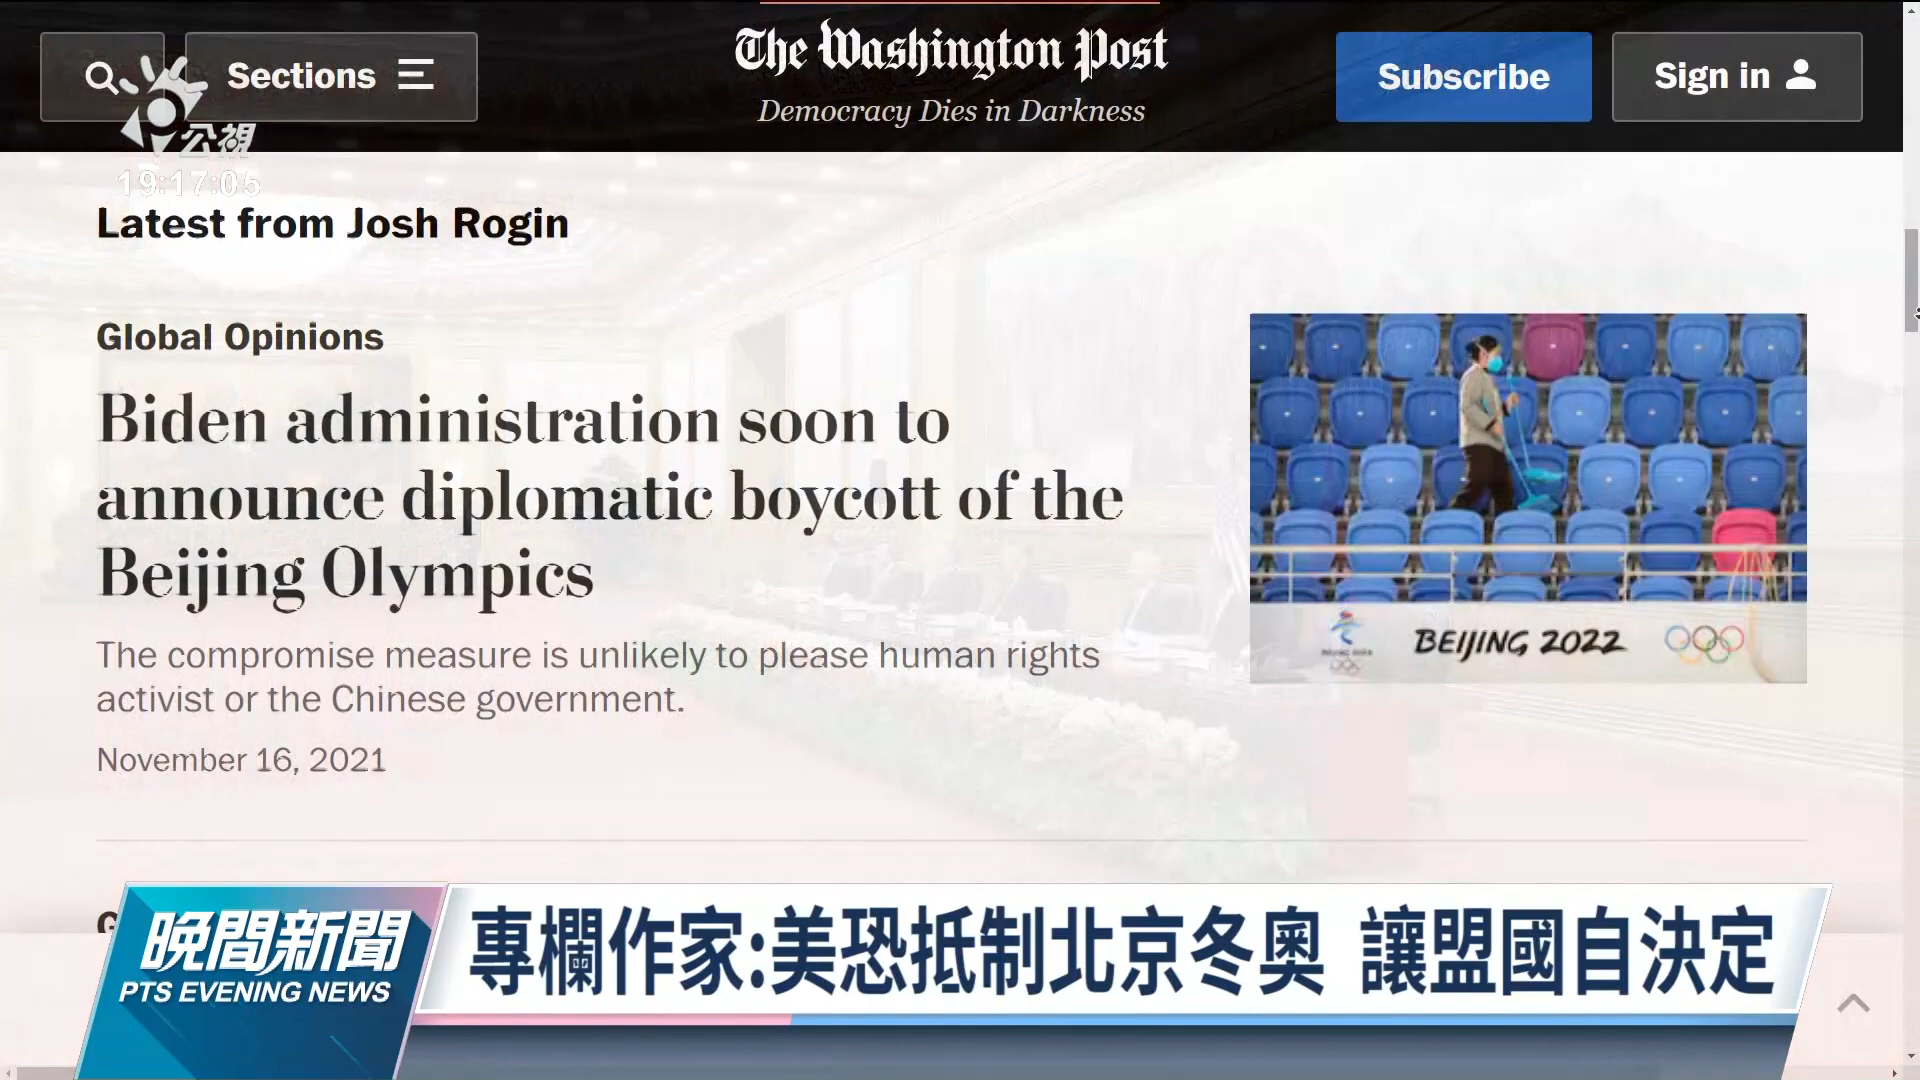 Sections
The Washington Post
Democracy Dies in Darkness
Subscribe
Sign in
公視
19:17:05
Latest from Josh Rogin
Global Opinions
Biden administration soon to
announce diplomatic boycott of the
Beijing Olympics
The compromise measure is unlikely to please human rights
activist or the Chinese government.
November 16, 2021
BEIJING 2022
G
晚間新聞
PTS EVENING NEWS
專欄作家:美恐抵制北京冬奧 讓盟國自決定